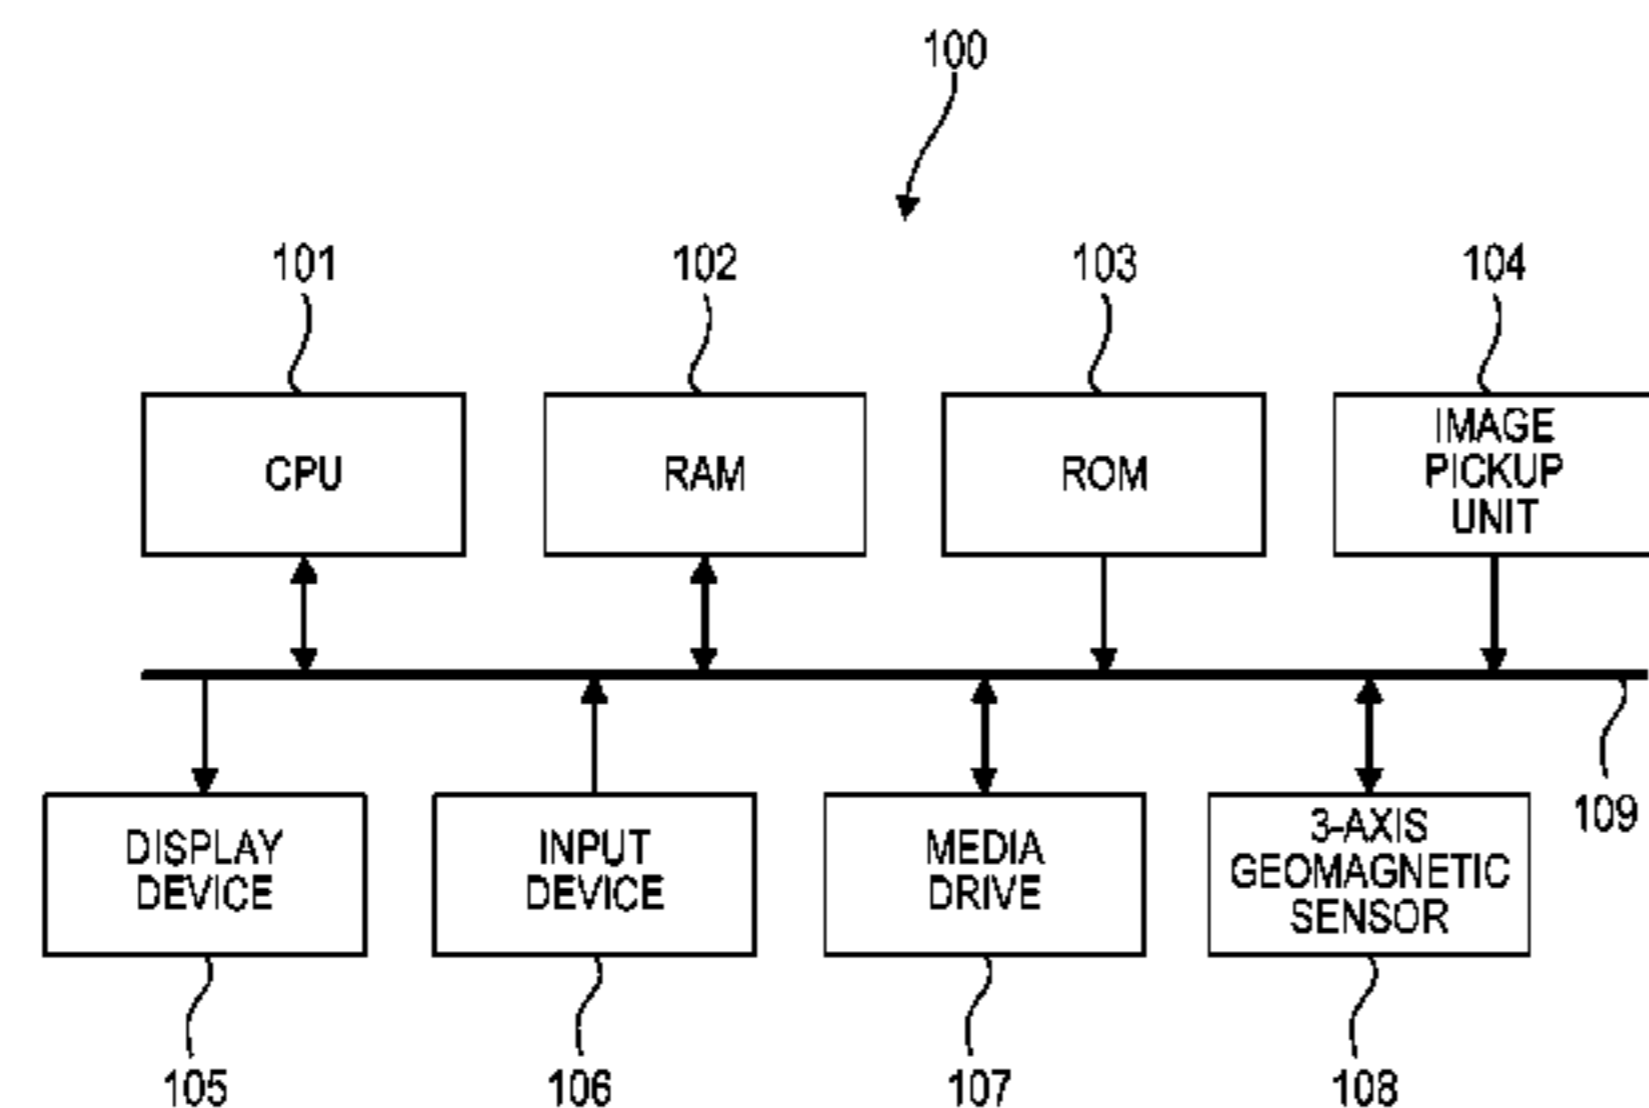 100
101
102
103
104
CPU
RAM
ROM
IMAGE
PICKUP
UNIT
109
DISPLAY
DEVICE
INPUT
DEVICE
MEDIA
DRIVE
3-AXIS
GEOMAGNETIC
SENSOR
105
106
107
108